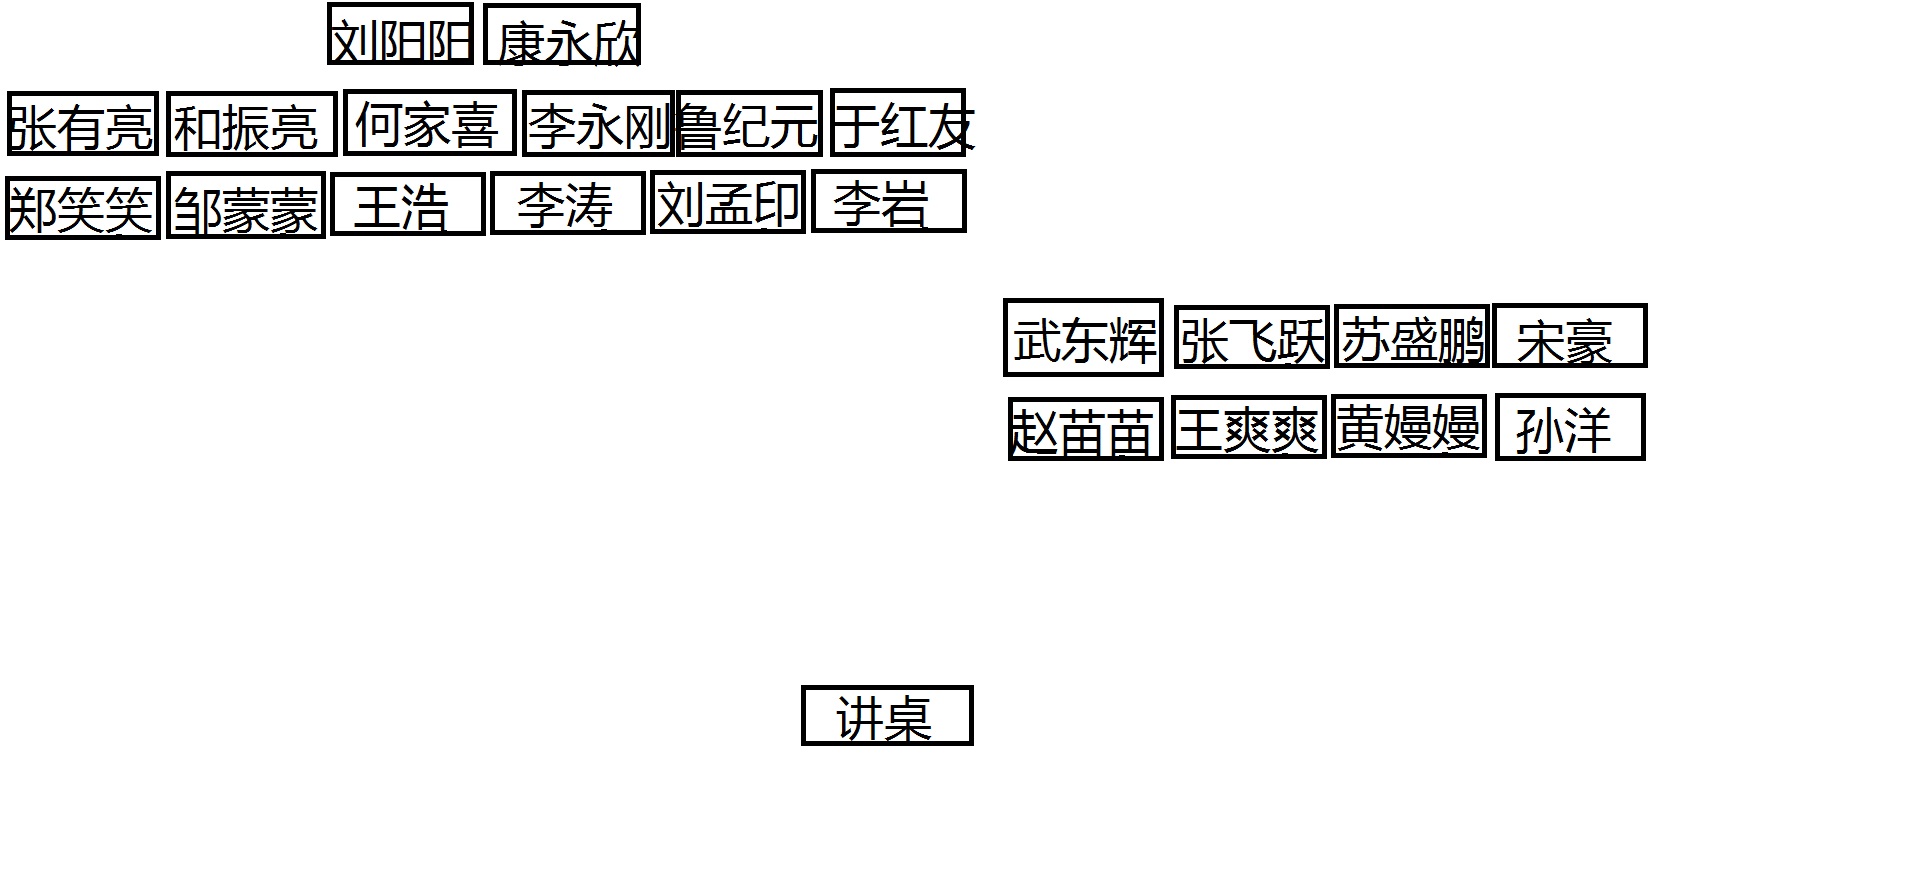 刘阳阳 康永欣
张有亮 和振亮 何家喜 李永刚 鲁纪元 于红友
郑笑笑 邹蒙蒙 王浩 李涛 刘孟印 李岩
武东辉 张飞跃 苏盛鹏 宋豪
赵苗苗 王爽爽 黄嫚嫚 孙洋
讲桌